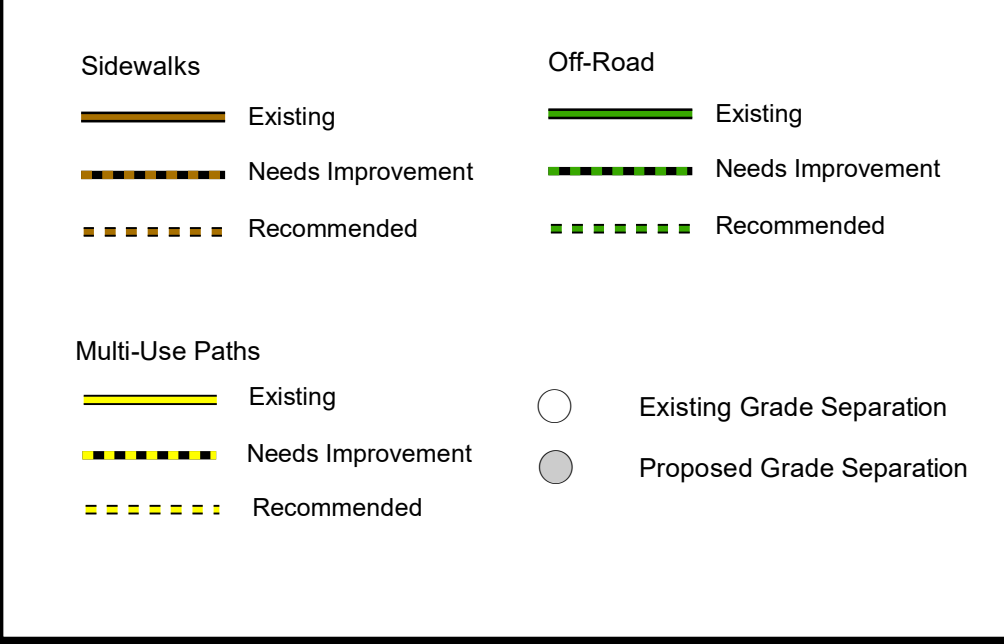 Sidewalks
Existing
Needs Improvement
Recommended
Off-Road
Existing
Needs Improvement
Recommended
Multi-Use Paths
Existing
Needs Improvement
Recommended
Existing Grade Separation
Proposed Grade Separation